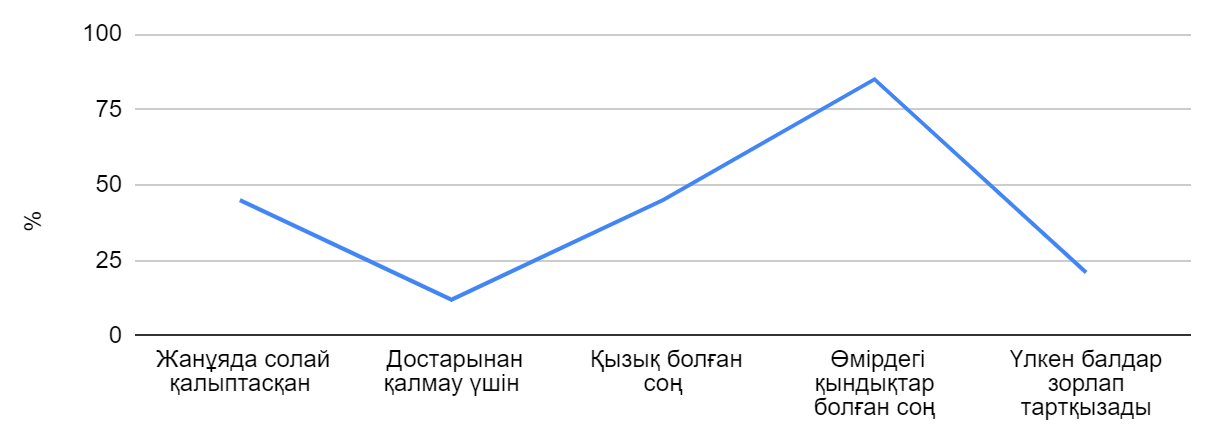 100
75
50
25
0
%
Жанұяда солай
қалыптасқан
Достарынан
қалмау үшін
Қызық болған
соң
Өмірдегі
қындықтар
болған соң
Үлкен балдар
зорлап
тартқызады